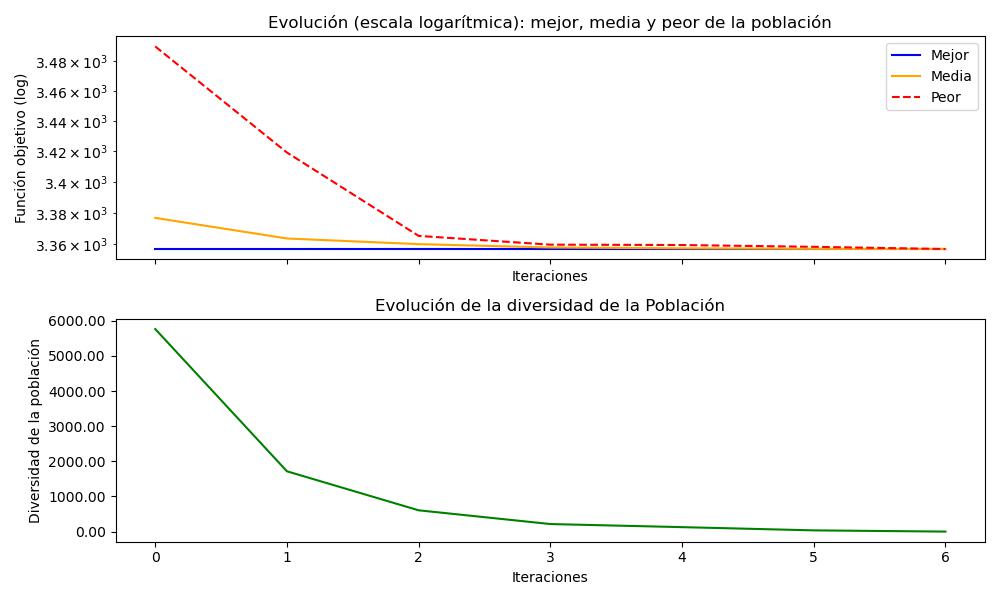 Evolución (escala logarítmica): mejor, media y peor de la población
Función objetivo (log)
3.48 × 10³
3.46 × 10³
3.44 × 10³
3.42 × 10³
3.4 × 10³
3.38 × 10³
3.36 × 10³
Mejor
Media
Peor
Iteraciones
Evolución de la diversidad de la Población
Diversidad de la población
6000.00
5000.00
4000.00
3000.00
2000.00
1000.00
0.00
0 1 2 3 4 5 6
Iteraciones